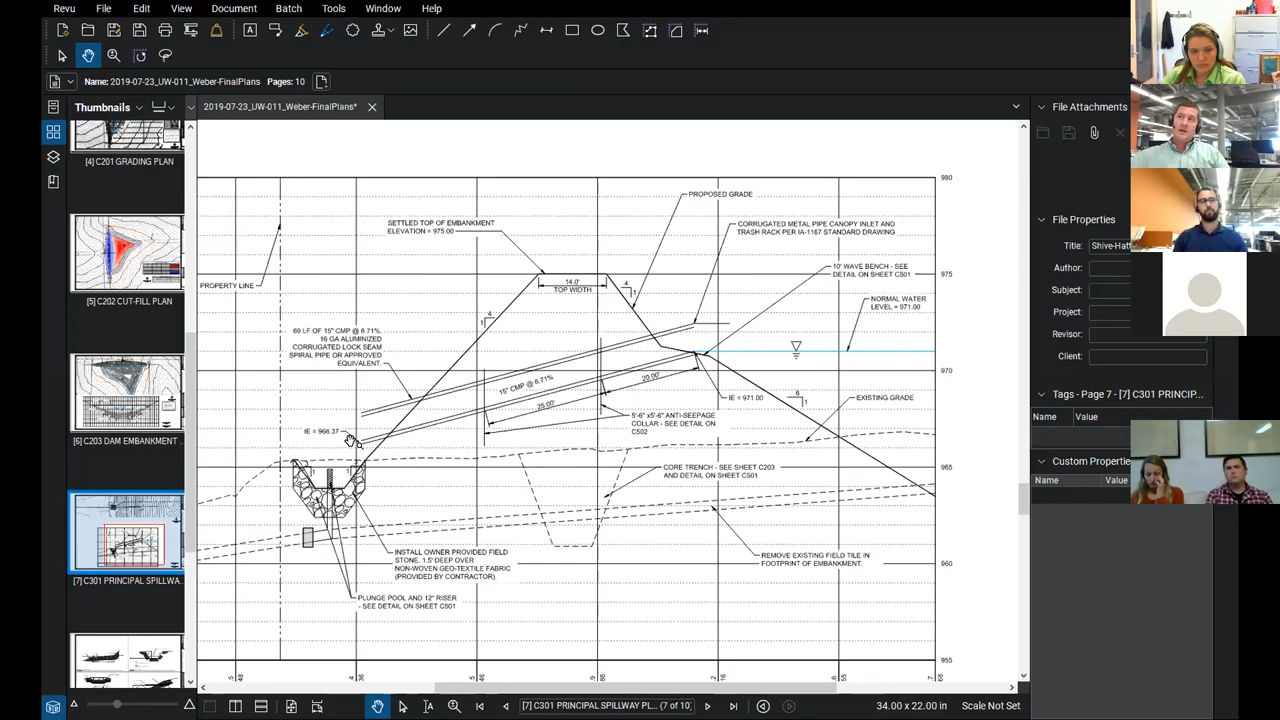 Revu File Edit View Document Batch Tools Window Help
Name: 2019-07-23_UW-011_Weber-FinalPlans Pages: 10
Thumbnails
2019-07-23_UW-011_Weber-FinalPlans*
File Attachments
[4] C201 GRADING PLAN
[5] C202 CUT-FILL PLAN
[6] C203 DAM EMBANKMENT
[7] C301 PRINCIPAL SPILLWA...
980
PROPOSED GRADE
SETTLED TOP OF EMBANKMENT
ELEVATION = 975.00
CORRUGATED METAL PIPE CANOPY INLET AND
TRASH RACK PER IA-1167 STANDARD DRAWING
10' WAVE BENCH - SEE
DETAIL ON SHEET C501
975
PROPERTY LINE
14.0'
TOP WIDTH
4
1
NORMAL WATER
LEVEL = 971.00
4
1
69 LF OF 15" CMP @ 6.71%.
16 GA ALUMINIZED
CORRUGATED LOCK SEAM
SPIRAL PIPE OR APPROVED
EQUIVALENT.
970
15" CMP @ 6.71%
20.00'
25.00'
IE = 971.00
6
1
EXISTING GRADE
5'-6" x5'-6" ANTI-SEEPAGE
COLLAR - SEE DETAIL ON
C502
IE = 966.37
965
1
1
CORE TRENCH - SEE SHEET C203
AND DETAIL ON SHEET C501
INSTALL OWNER PROVIDED FIELD
STONE. 1.5' DEEP OVER
NON-WOVEN GEO-TEXTILE FABRIC
(PROVIDED BY CONTRACTOR).
REMOVE EXISTING FIELD TILE IN
FOOTPRINT OF EMBANKMENT.
960
PLUNGE POOL AND 12" RISER
- SEE DETAIL ON SHEET C501
955
File Properties
Title: Shive-Hatt
Author:
Subject:
Project:
Revisor:
Client:
Tags - Page 7 - [7] C301 PRINCIP...
Name Value
Custom Properties
Name Value
[7] C301 PRINCIPAL SPILLWAY PL... (7 of 10)
34.00 x 22.00 in Scale Not Set